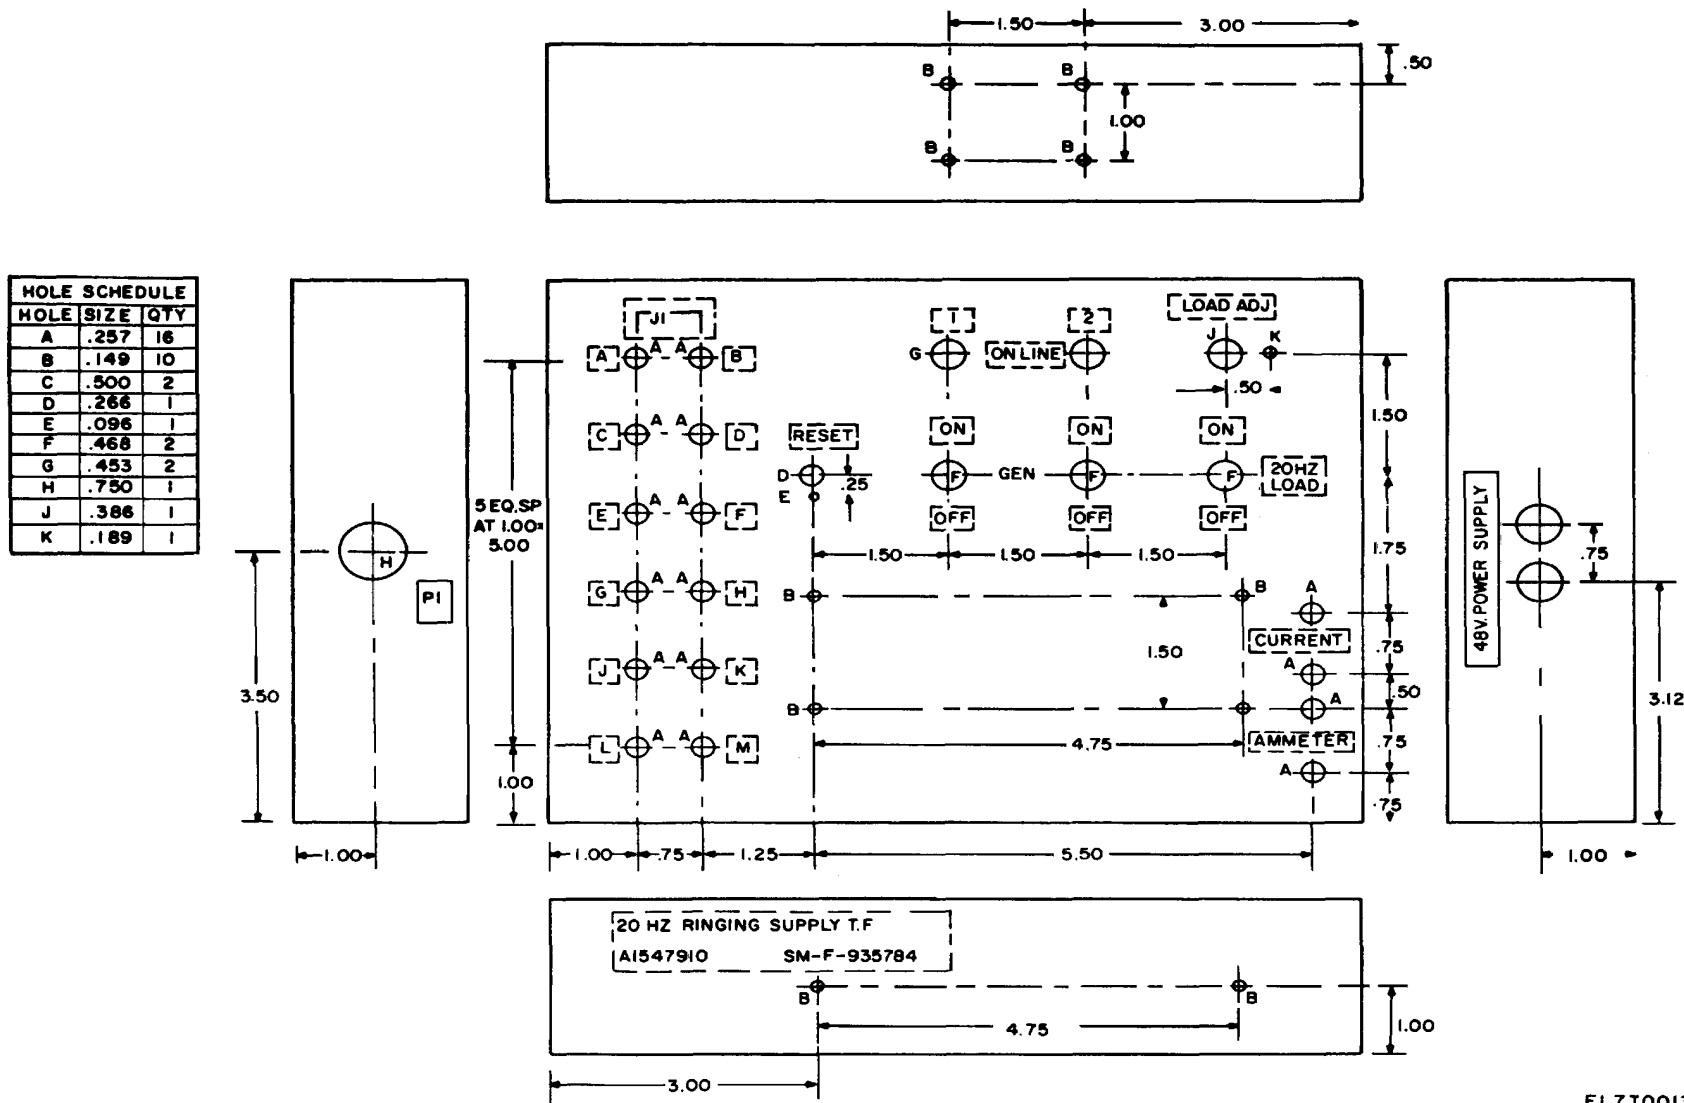 1.50
3.00
.50
B
B
1.00
B
B
HOLE SCHEDULE
HOLE SIZE QTY
A .257 16
B .149 10
C .500 2
D .266 1
E .096 1
F .468 2
G .453 2
H .750 1
J .386 1
K .189 1
H
P1
3.50
1.00
J1
A A A B
C A A D
E A A F
G A A H
J A A K
L A A M
5 EQ.SP
AT 1.00=
5.00
1.00
1
2
LOAD ADJ
G
ON LINE
J
K
.50
RESET
ON
ON
ON
D
.25
E
F
GEN
F
F
20HZ
LOAD
OFF
OFF
OFF
1.50
1.50
1.50
B
B
1.50
B
4.75
A
CURRENT
A
A
AMMETER
A
1.50
1.75
.75
.50
.75
.75
1.00
.75
1.25
5.50
48V. POWER SUPPLY
.75
3.12
1.00
20 HZ RINGING SUPPLY T.F
A1547910 SM-F-935784
B
B
4.75
1.00
3.00